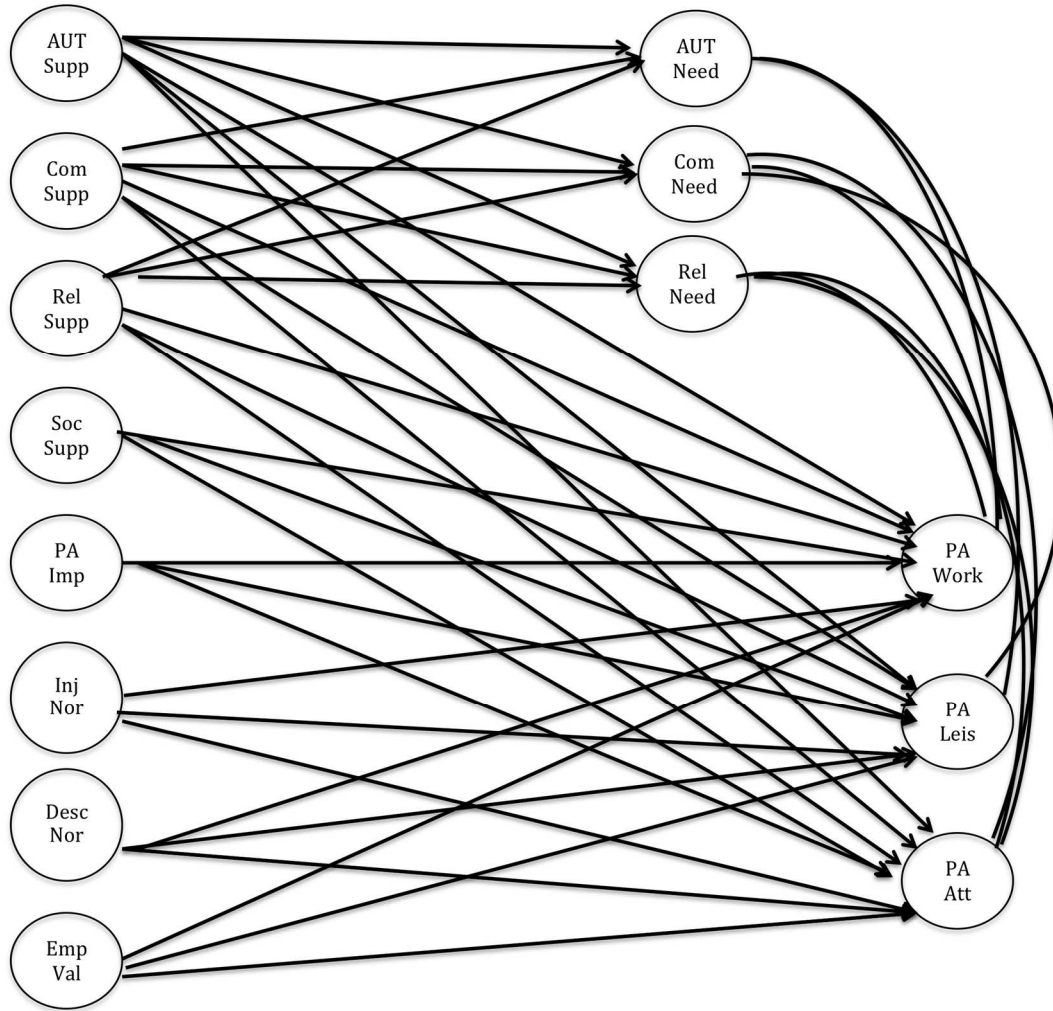 AUT
Supp
Com
Supp
Rel
Supp
Soc
Supp
PA
Imp
Inj
Nor
Desc
Nor
Emp
Val
AUT
Need
Com
Need
Rel
Need
PA
Work
PA
Leis
PA
Att